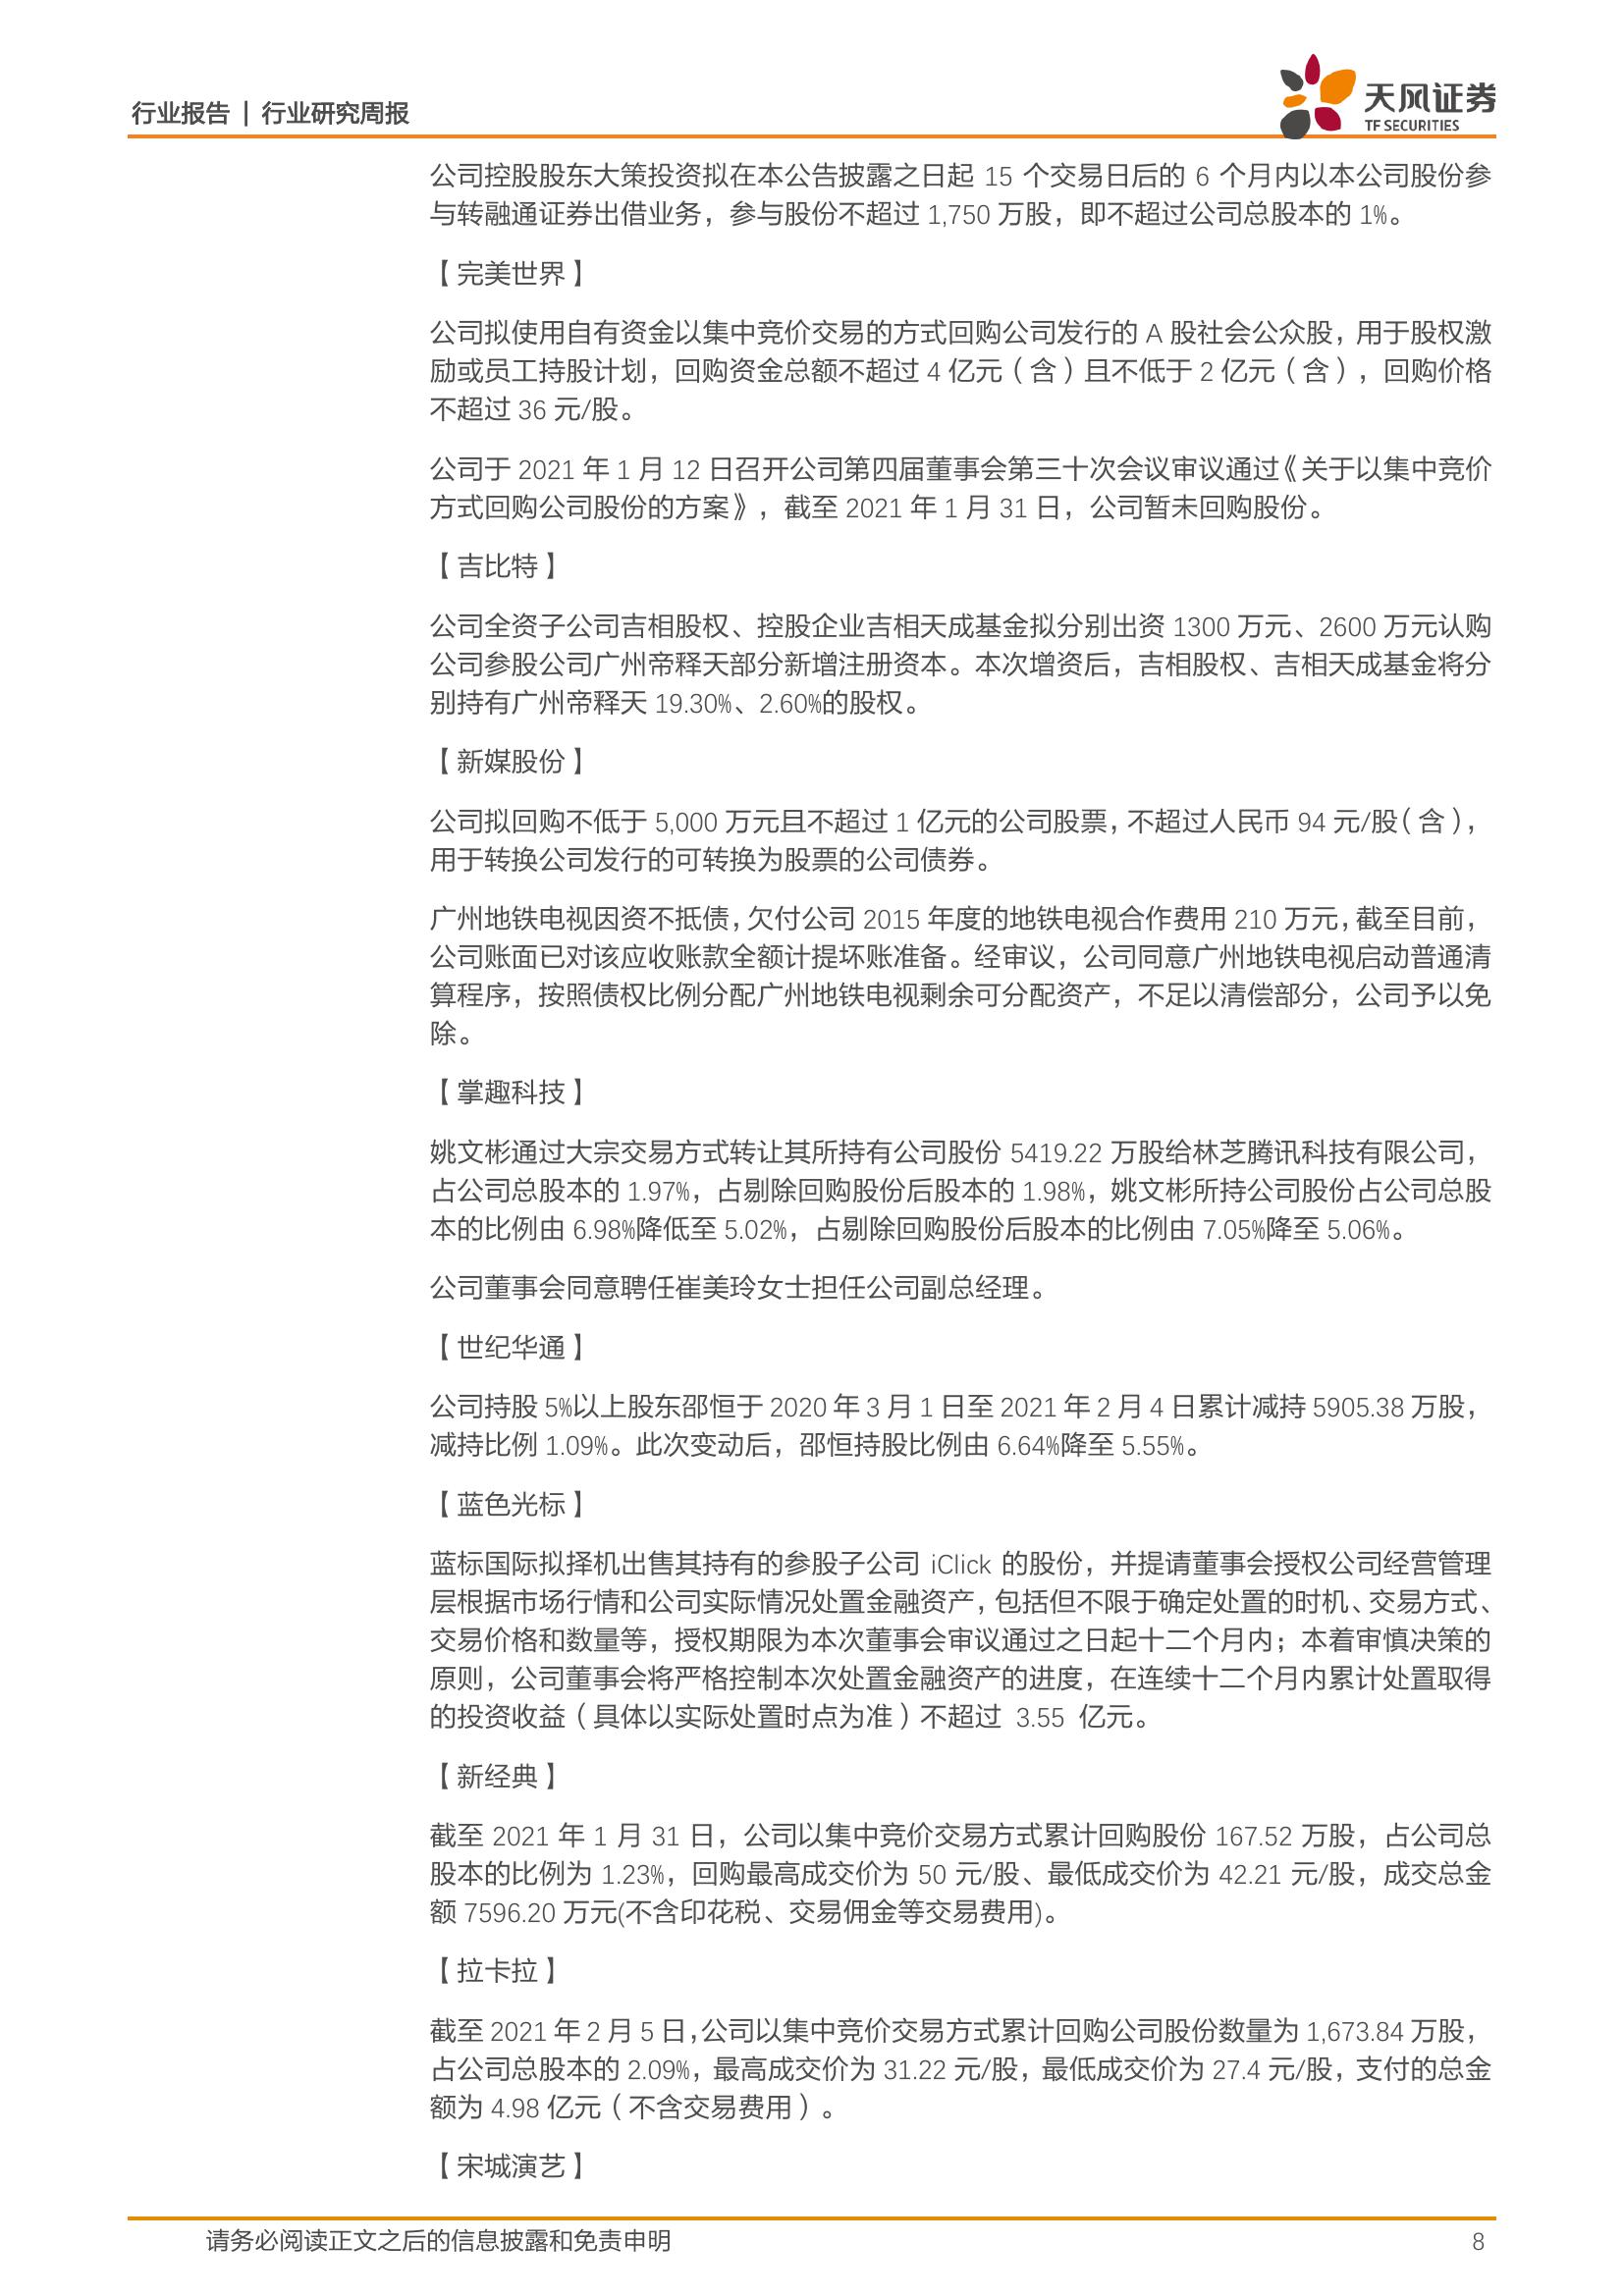 行业报告 | 行业研究周报
天风证券
TF SECURITIES
公司控股股东大策投资拟在本公告披露之日起 15 个交易日后的 6 个月内以本公司股份参
与转融通证券出借业务，参与股份不超过 1,750 万股，即不超过公司总股本的 1%。
【完美世界】
公司拟使用自有资金以集中竞价交易的方式回购公司发行的 A 股社会公众股，用于股权激
励或员工持股计划，回购资金总额不超过 4 亿元（含）且不低于 2 亿元（含），回购价格
不超过 36 元/股。
公司于 2021 年 1 月 12 日召开公司第四届董事会第三十次会议审议通过《关于以集中竞价
方式回购公司股份的方案》，截至 2021 年 1 月 31 日，公司暂未回购股份。
【吉比特】
公司全资子公司吉相股权、控股企业吉相天成基金拟分别出资 1300 万元、2600 万元认购
公司参股公司广州帝释天部分新增注册资本。本次增资后，吉相股权、吉相天成基金将分
别持有广州帝释天 19.30%、2.60%的股权。
【新媒股份】
公司拟回购不低于 5,000 万元且不超过 1 亿元的公司股票，不超过人民币 94 元/股（含），
用于转换公司发行的可转换为股票的公司债券。
广州地铁电视因资不抵债，欠付公司 2015 年度的地铁电视合作费用 210 万元，截至目前，
公司账面已对该应收账款全额计提坏账准备。经审议，公司同意广州地铁电视启动普通清
算程序，按照债权比例分配广州地铁电视剩余可分配资产，不足以清偿部分，公司予以免
除。
【掌趣科技】
姚文彬通过大宗交易方式转让其所持有公司股份 5419.22 万股给林芝腾讯科技有限公司，
占公司总股本的 1.97%，占剔除回购股份后股本的 1.98%，姚文彬所持公司股份占公司总股
本的比例由 6.98%降低至 5.02%，占剔除回购股份后股本的比例由 7.05%降至 5.06%。
公司董事会同意聘任崔美玲女士担任公司副总经理。
【世纪华通】
公司持股 5%以上股东邵恒于 2020 年 3 月 1 日至 2021 年 2 月 4 日累计减持 5905.38 万股，
减持比例 1.09%。此次变动后，邵恒持股比例由 6.64%降至 5.55%。
【蓝色光标】
蓝标国际拟择机出售其持有的参股子公司 iClick 的股份，并提请董事会授权公司经营管理
层根据市场行情和公司实际情况处置金融资产，包括但不限于确定处置的时机、交易方式、
交易价格和数量等，授权期限为本次董事会审议通过之日起十二个月内；本着审慎决策的
原则，公司董事会将严格控制本次处置金融资产的进度，在连续十二个月内累计处置取得
的投资收益（具体以实际处置时点为准）不超过 3.55 亿元。
【新经典】
截至 2021 年 1 月 31 日，公司以集中竞价交易方式累计回购股份 167.52 万股，占公司总
股本的比例为 1.23%，回购最高成交价为 50 元/股、最低成交价为 42.21 元/股，成交总金
额 7596.20 万元(不含印花税、交易佣金等交易费用)。
【拉卡拉】
截至 2021 年 2 月 5 日，公司以集中竞价交易方式累计回购公司股份数量为 1,673.84 万股，
占公司总股本的 2.09%，最高成交价为 31.22 元/股，最低成交价为 27.4 元/股，支付的总金
额为 4.98 亿元（不含交易费用）。
【宋城演艺】
请务必阅读正文之后的信息披露和免责申明
8